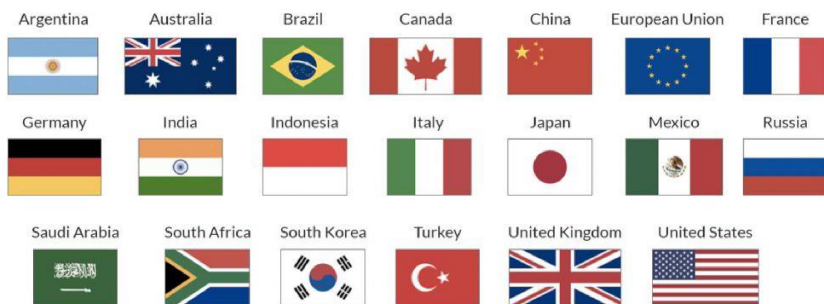 Argentina Australia Brazil Canada China European Union France
Germany India Indonesia Italy Japan Mexico Russia
Saudi Arabia South Africa South Korea Turkey United Kingdom United States